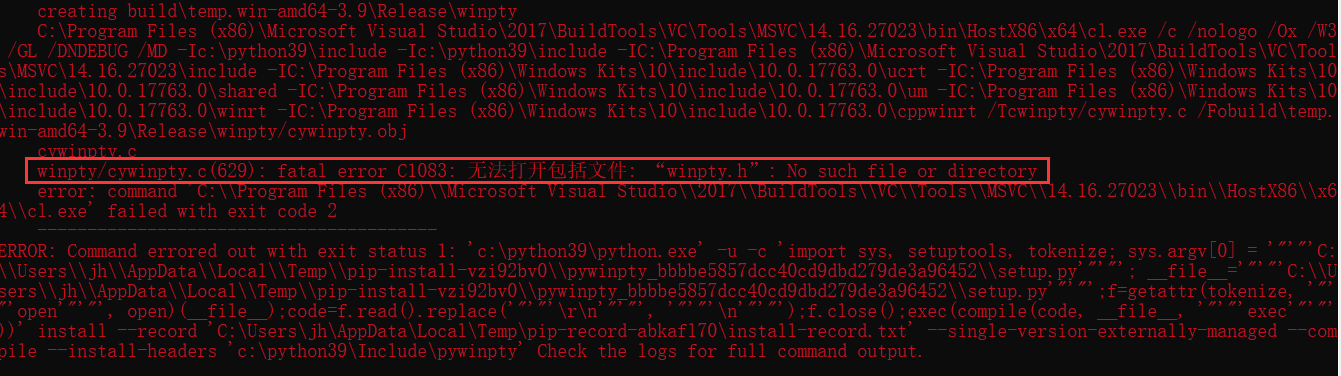 creating build\temp.win-amd64-3.9\Release\winpty
C:\Program Files (x86)\Microsoft Visual Studio\2017\BuildTools\VC\Tools\MSVC\14.16.27023\bin\HostX86\x64\cl.exe /c /nologo /Ox /W3
/GL /DNDEBUG /MD -Ic:\python39\include -Ic:\python39\include -IC:\Program Files (x86)\Microsoft Visual Studio\2017\BuildTools\VC\Tool
s\MSVC\14.16.27023\include -IC:\Program Files (x86)\Windows Kits\10\include\10.0.17763.0\ucrt -IC:\Program Files (x86)\Windows Kits\10
\include\10.0.17763.0\shared -IC:\Program Files (x86)\Windows Kits\10\include\10.0.17763.0\um -IC:\Program Files (x86)\Windows Kits\10
\include\10.0.17763.0\winrt -IC:\Program Files (x86)\Windows Kits\10\include\10.0.17763.0\cppwinrt /Tcwinpty/cywinpty.c /Fobuild\temp.
win-amd64-3.9\Release\winpty/cywinpty.obj
cywinpty.c
winpty/cywinpty.c(629): fatal error C1083: 无法打开包括文件: “winpty.h”: No such file or directory
error: command 'C:\\Program Files (x86)\\Microsoft Visual Studio\\2017\\BuildTools\\VC\\Tools\\MSVC\\14.16.27023\\bin\\HostX86\\x6
4\\cl.exe' failed with exit code 2
----------------------------------------
ERROR: Command errored out with exit status 1: 'c:\python39\python.exe' -u -c 'import sys, setuptools, tokenize; sys.argv[0] = '"'"'C:
\\Users\\jh\\AppData\\Local\\Temp\\pip-install-vzi92bv0\\pywinpty_bbbbe5857dcc40cd9dbd279de3a96452\\setup.py'"'"'; __file__='"'"'C:\\U
sers\\jh\\AppData\\Local\\Temp\\pip-install-vzi92bv0\\pywinpty_bbbbe5857dcc40cd9dbd279de3a96452\\setup.py'"'"';f=getattr(tokenize, '"'
"'open'"'"', open)(__file__);code=f.read().replace('"'"'\r\n'"'"', '"'"'\n'"'"');f.close();exec(compile(code, __file__, '"'"'exec'"'"'
))' install --record 'C:\Users\jh\AppData\Local\Temp\pip-record-abkafl70\install-record.txt' --single-version-externally-managed --com
pile --install-headers 'c:\python39\Include\pywinpty' Check the logs for full command output.